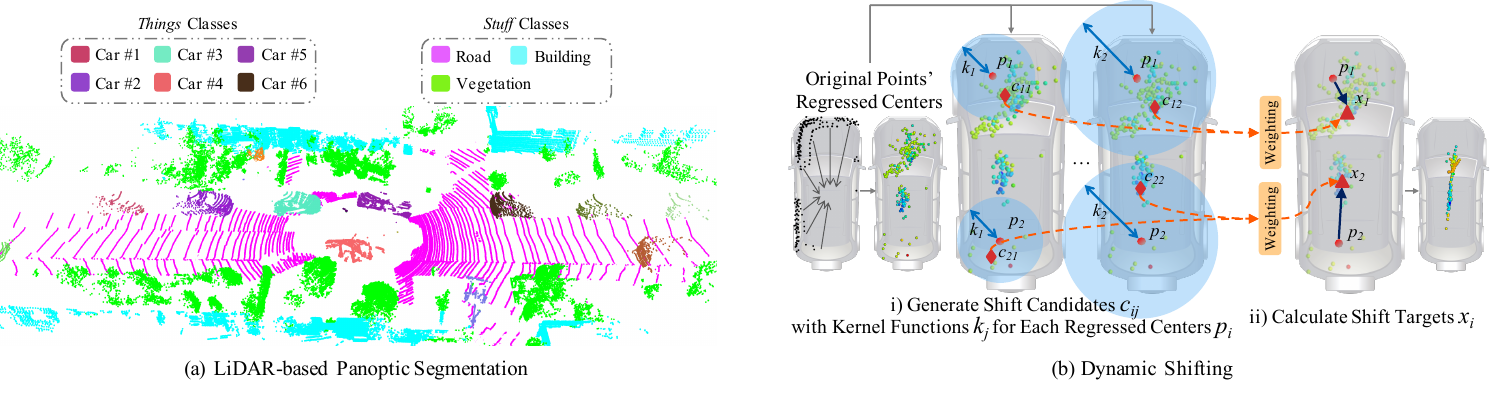 Things Classes
Car #1 Car #3 Car #5
Car #2 Car #4 Car #6
Stuff Classes
Road Building
Vegetation
(a) LiDAR-based Panoptic Segmentation
Original Points'
Regressed Centers
k1 p1 c11
k1 p2 c21
...
k2 p1 c12
c22 k2 p2
Weighting
Weighting
p1 x1
x2 p2
i) Generate Shift Candidates cij
with Kernel Functions kj for Each Regressed Centers pi
ii) Calculate Shift Targets xi
(b) Dynamic Shifting